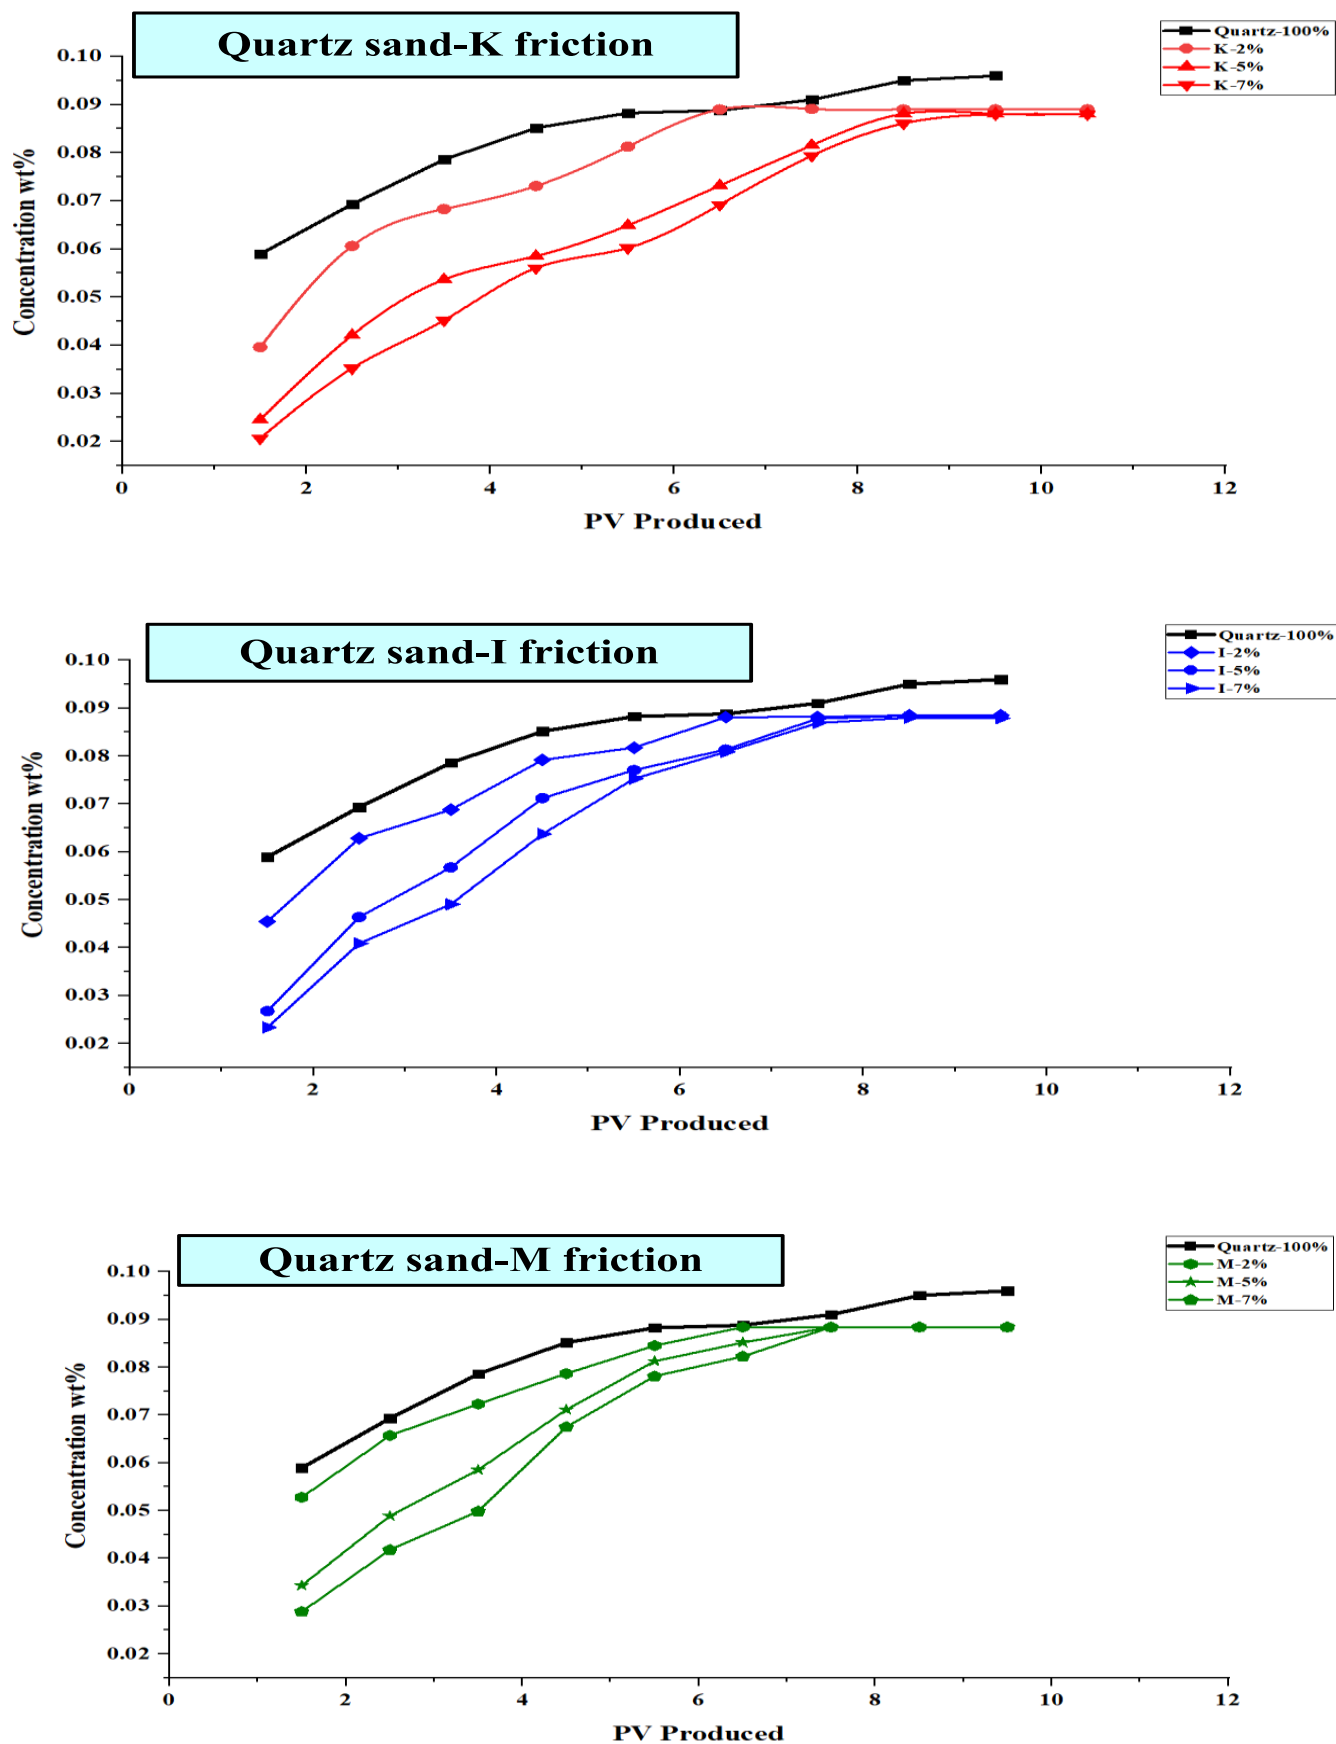 Quartz sand-K friction
Quartz-100%
K-2%
K-5%
K-7%
0.10
0.09
0.08
0.07
0.06
0.05
0.04
0.03
0.02
Concentration wt%
0 2 4 6 8 10 12
PV Produced
Quartz sand-I friction
Quartz-100%
I-2%
I-5%
I-7%
0.10
0.09
0.08
0.07
0.06
0.05
0.04
0.03
0.02
Concentration wt%
0 2 4 6 8 10 12
PV Produced
Quartz sand-M friction
Quartz-100%
M-2%
M-5%
M-7%
0.10
0.09
0.08
0.07
0.06
0.05
0.04
0.03
0.02
Concentration wt%
0 2 4 6 8 10 12
PV Produced